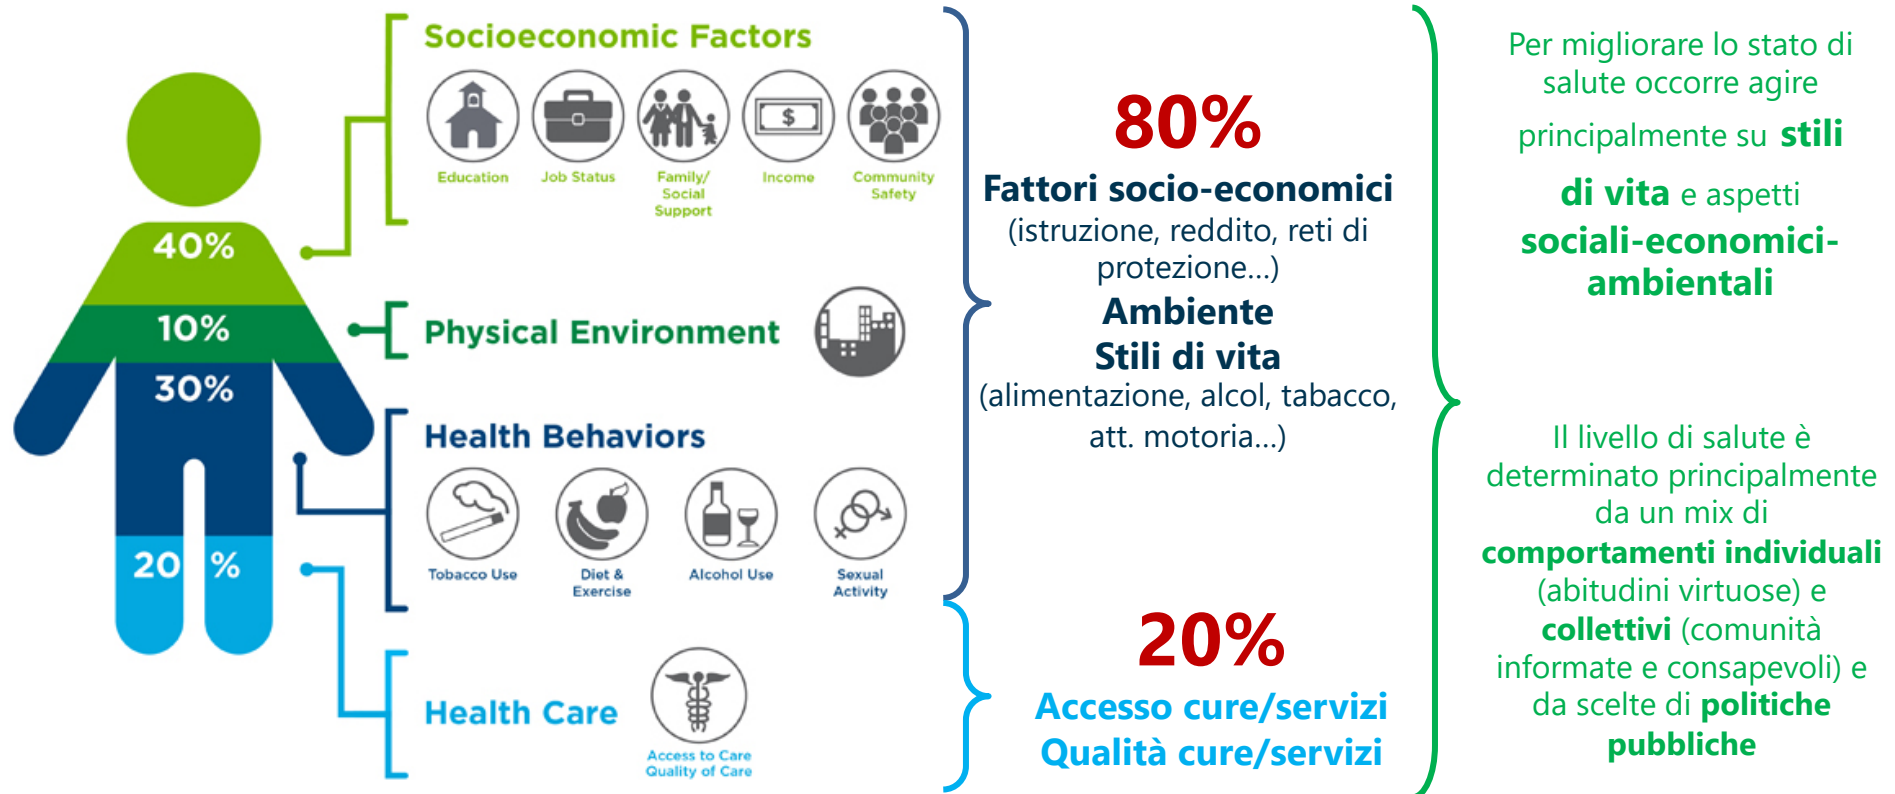 Socioeconomic Factors
Education
Job Status
Family/
Social
Support
Income
Community
Safety
40%
10%
Physical Environment
30%
Health Behaviors
Tobacco Use
Diet &
Exercise
Alcohol Use
Sexual
Activity
20 %
Health Care
Access to Care
Quality of Care
$
80%
Fattori socio-economici
(istruzione, reddito, reti di
protezione...)
Ambiente
Stili di vita
(alimentazione, alcol, tabacco,
att. motoria...)
20%
Accesso cure/servizi
Qualità cure/servizi
Per migliorare lo stato di
salute occorre agire
principalmente su stili
di vita e aspetti
sociali-economici-
ambientali
Il livello di salute è
determinato principalmente
da un mix di
comportamenti individuali
(abitudini virtuose) e
collettivi (comunità
informate e consapevoli) e
da scelte di politiche
pubbliche